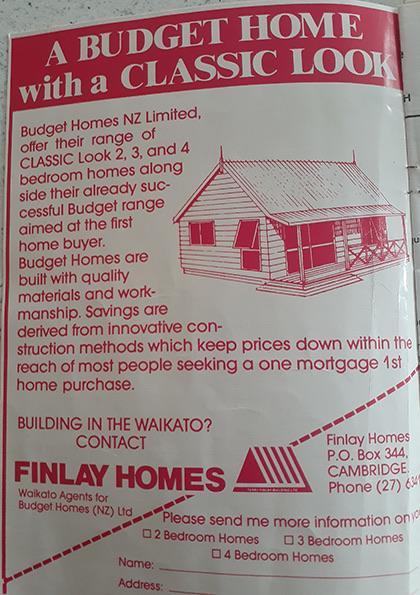 A BUDGET HOME
with a CLASSIC LOOK
Budget Homes NZ Limited,
offer their range of
CLASSIC Look 2, 3, and 4
bedroom homes along
side their already suc-
cessful Budget range
aimed at the first
home buyer.
Budget Homes are
built with quality
materials and work-
manship. Savings are
derived from innovative con-
struction methods which keep prices down within the
reach of most people seeking a one mortgage 1st
home purchase.
BUILDING IN THE WAIKATO?
CONTACT
FINLAY HOMES
Waikato Agents for
Budget Homes (NZ) Ltd
Finlay Homes
P.O. Box 344,
CAMBRIDGE.
Phone (27)
Please send me more information on
2 Bedroom Homes
3 Bedroom Homes
4 Bedroom Homes
Name:
Address: